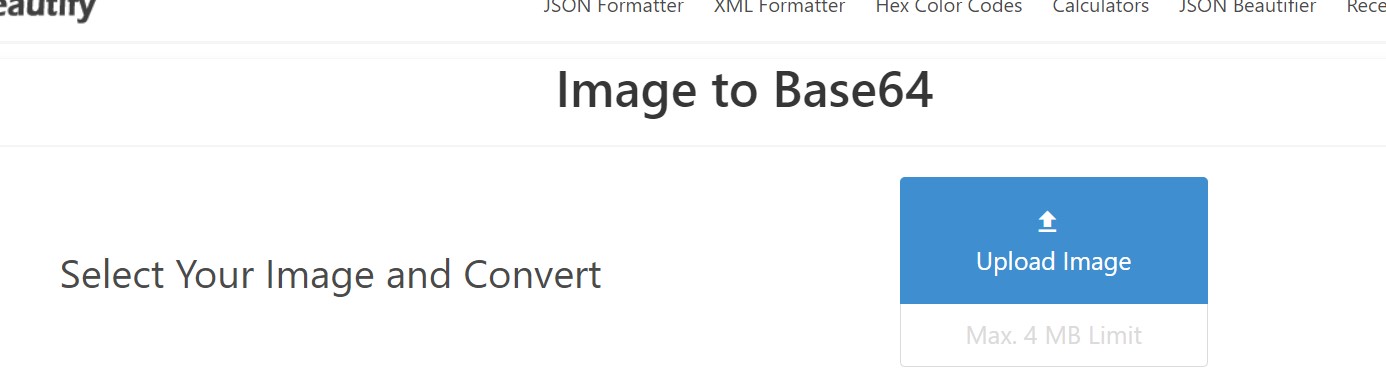 JSON Formatter XML Formatter Hex Color Codes Calculators JSON Beautifier
Image to Base64
Select Your Image and Convert
Upload Image
Max. 4 MB Limit